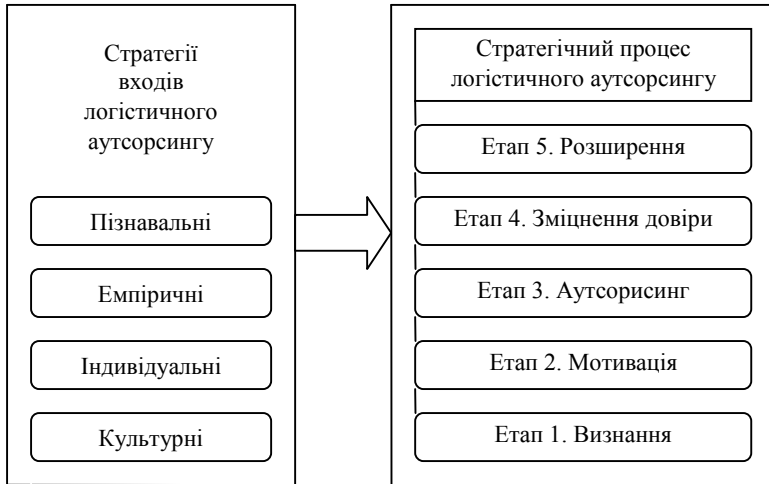 Стратегії
входів
логістичного
аутсорсингу
Пізнавальні
Емпіричні
Індивідуальні
Культурні
Стратегічний процес
логістичного аутсорсингу
Етап 5. Розширення
Етап 4. Зміцнення довіри
Етап 3. Аутсорисинг
Етап 2. Мотивація
Етап 1. Визнання